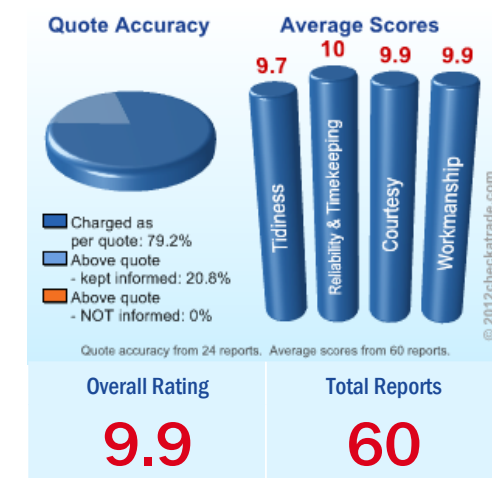 Quote Accuracy
Average Scores
9.7
10
9.9
9.9
Tidiness
Reliability & Timekeeping
Courtesy
Workmanship
Charged as
per quote: 79.2%
Above quote
- kept informed: 20.8%
Above quote
- NOT informed: 0%
© 2012checkatrade.com
Quote accuracy from 24 reports. Average scores from 60 reports.
Overall Rating
9.9
Total Reports
60